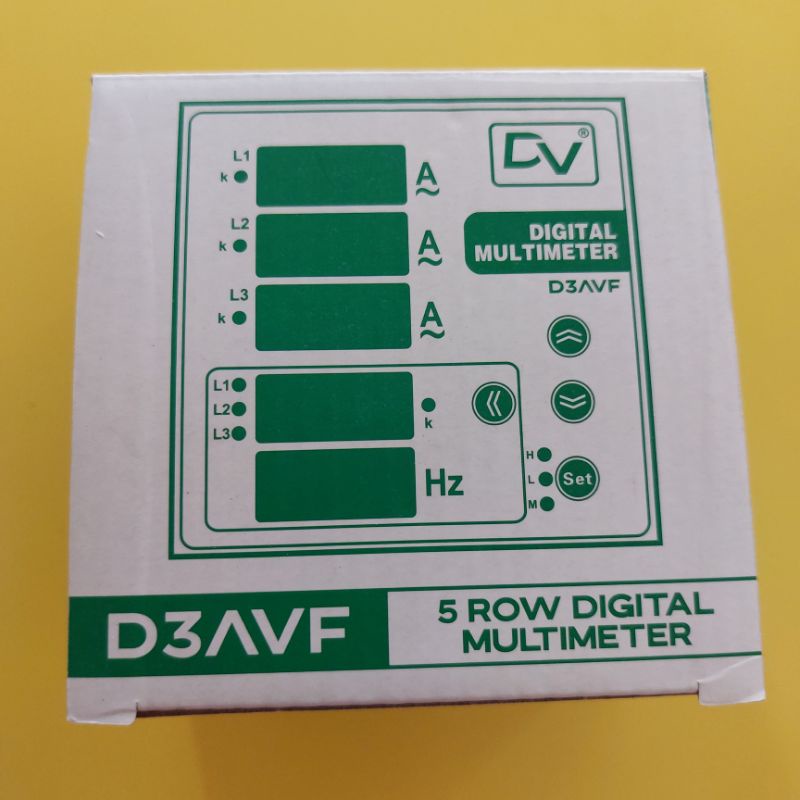 L1
k
A
DV®
L2
k
A
DIGITAL
MULTIMETER
D3AVF
L3
k
A
L1
L2
L3
k
Hz
H
L
M
Set
D3AVF
5 ROW DIGITAL
MULTIMETER